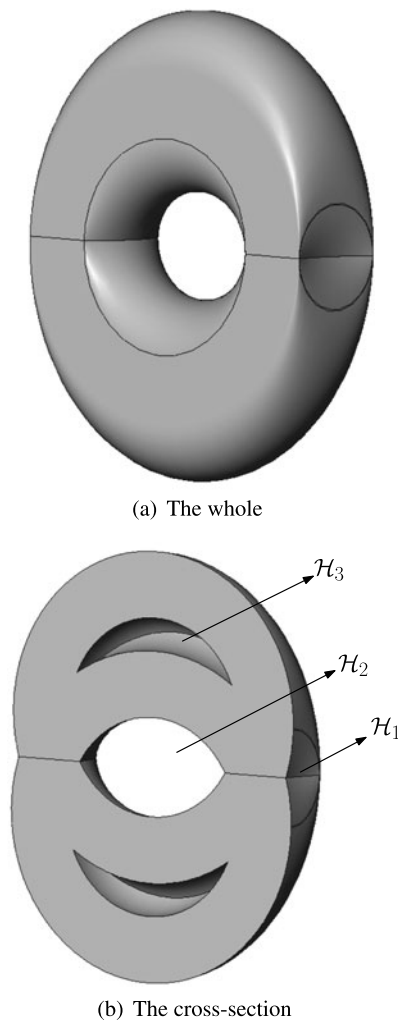 (a) The whole
ℋ₃
ℋ₂
ℋ₁
(b) The cross-section